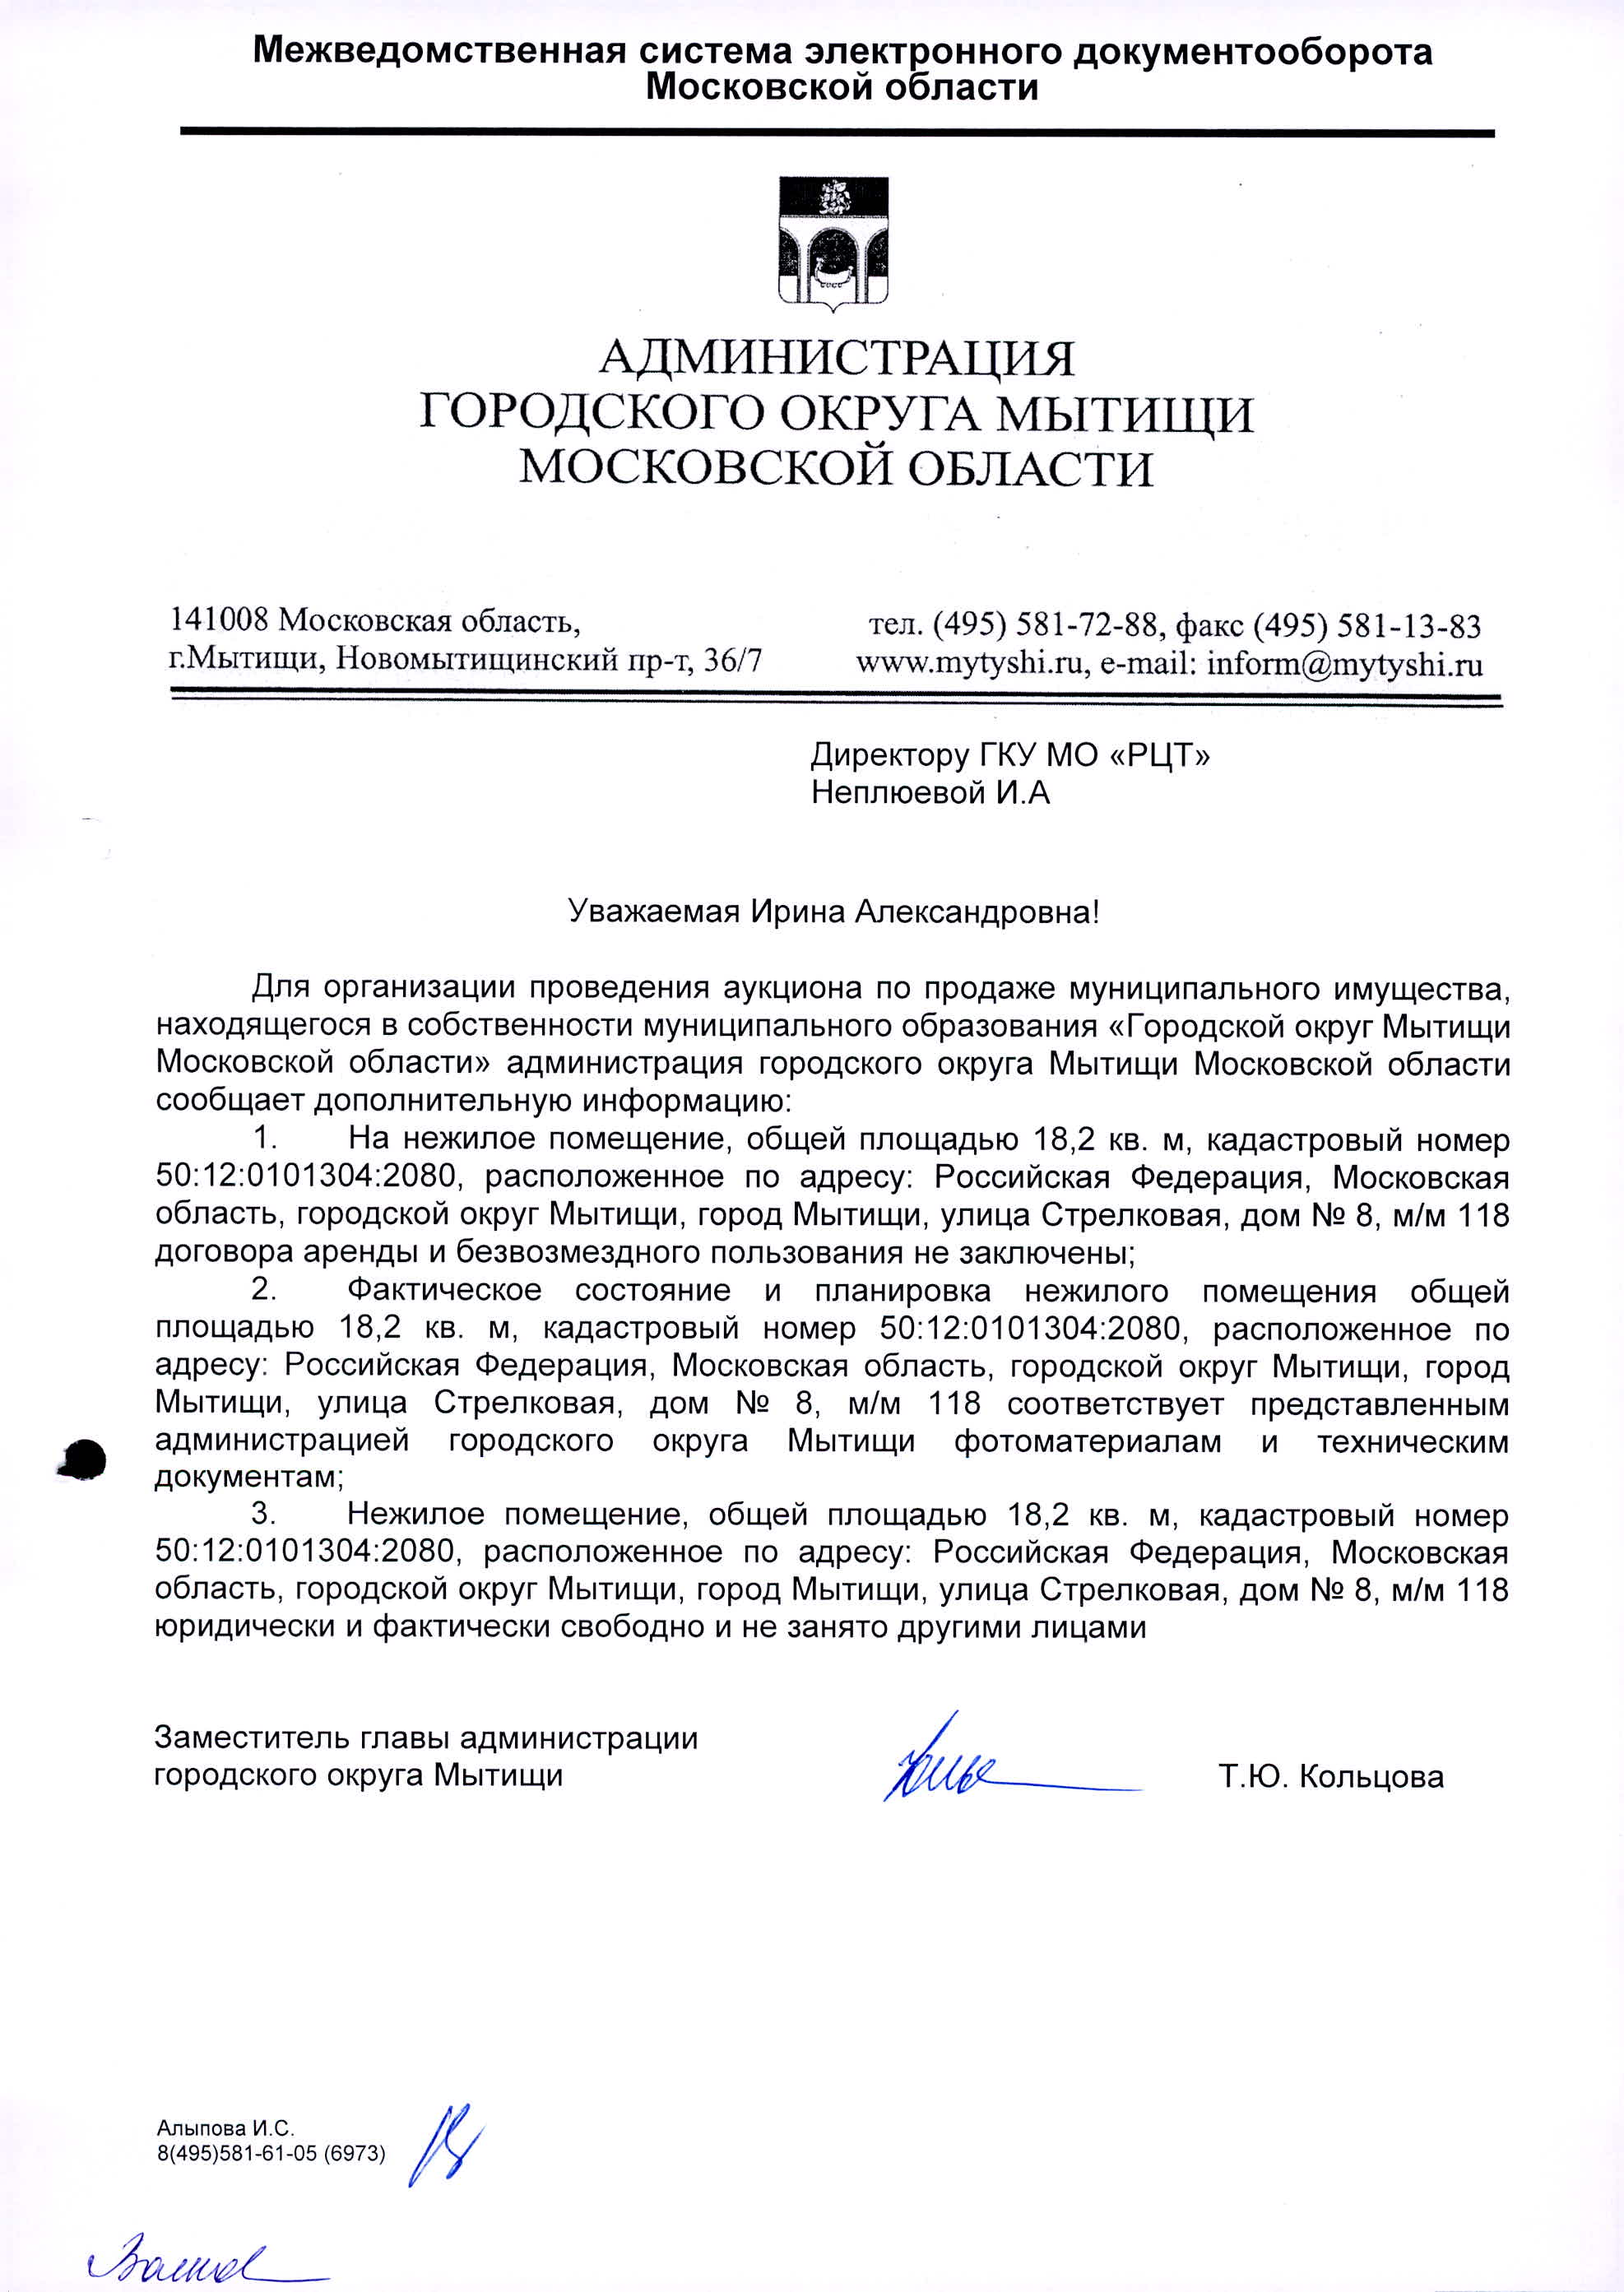 Межведомственная система электронного документооборота
Московской области
АДМИНИСТРАЦИЯ
ГОРОДСКОГО ОКРУГА МЫТИЩИ
МОСКОВСКОЙ ОБЛАСТИ
141008 Московская область,
г.Мытищи, Новомытищинский пр-т, 36/7
тел. (495) 581-72-88, факс (495) 581-13-83
www.mytyshi.ru, e-mail: inform@mytyshi.ru
Директору ГКУ МО «РЦТ»
Неплюевой И.А
Уважаемая Ирина Александровна!
Для организации проведения аукциона по продаже муниципального имущества,
находящегося в собственности муниципального образования «Городской округ Мытищи
Московской области» администрация городского округа Мытищи Московской области
сообщает дополнительную информацию:
1. На нежилое помещение, общей площадью 18,2 кв. м, кадастровый номер
50:12:0101304:2080, расположенное по адресу: Российская Федерация, Московская
область, городской округ Мытищи, город Мытищи, улица Стрелковая, дом № 8, м/м 118
договора аренды и безвозмездного пользования не заключены;
2. Фактическое состояние и планировка нежилого помещения общей
площадью 18,2 кв. м, кадастровый номер 50:12:0101304:2080, расположенное по
адресу: Российская Федерация, Московская область, городской округ Мытищи, город
Мытищи, улица Стрелковая, дом № 8, м/м 118 соответствует представленным
администрацией городского округа Мытищи фотоматериалам и техническим
документам;
3. Нежилое помещение, общей площадью 18,2 кв. м, кадастровый номер
50:12:0101304:2080, расположенное по адресу: Российская Федерация, Московская
область, городской округ Мытищи, город Мытищи, улица Стрелковая, дом № 8, м/м 118
юридически и фактически свободно и не занято другими лицами
Заместитель главы администрации
городского округа Мытищи
Т.Ю. Кольцова
Алыпова И.С.
8(495)581-61-05 (6973)